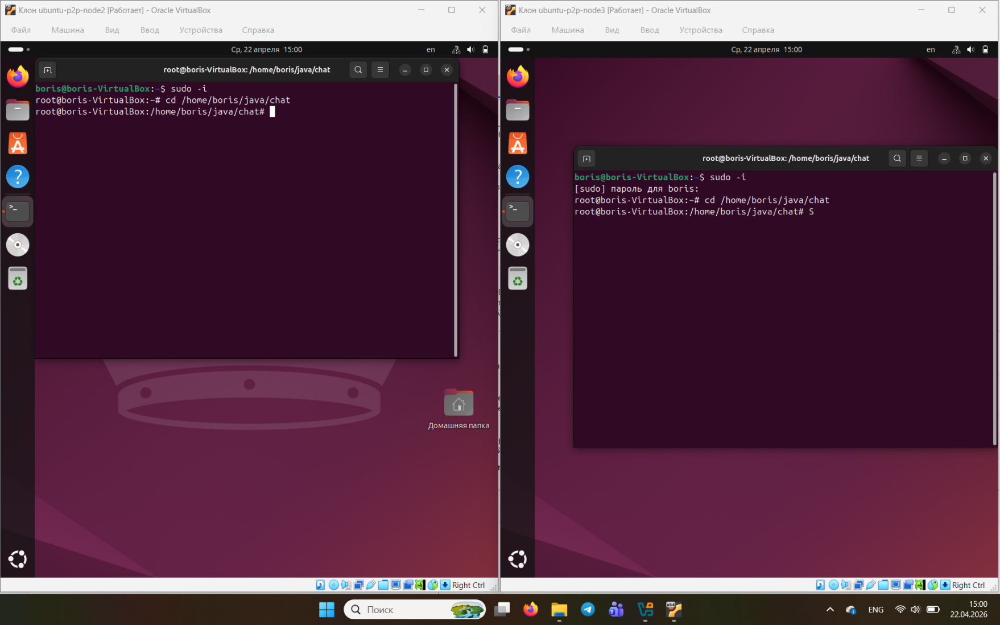 Клон ubuntu-p2p-node2 [Работает] - Oracle VirtualBox
Файл Машина Вид Ввод Устройства Справка
Ср, 22 апреля 15:00
en
root@boris-VirtualBox: /home/boris/java/chat
boris@boris-VirtualBox:~$ sudo -i
root@boris-VirtualBox:~# cd /home/boris/java/chat
root@boris-VirtualBox:/home/boris/java/chat#
Домашняя папка
Right Ctrl
Клон ubuntu-p2p-node3 [Работает] - Oracle VirtualBox
Файл Машина Вид Ввод Устройства Справка
Ср, 22 апреля 15:00
en
root@boris-VirtualBox: /home/boris/java/chat
boris@boris-VirtualBox:~$ sudo -i
[sudo] пароль для boris:
root@boris-VirtualBox:~# cd /home/boris/java/chat
root@boris-VirtualBox:/home/boris/java/chat# S
Right Ctrl
Поиск
ENG
15:00
22.04.2026